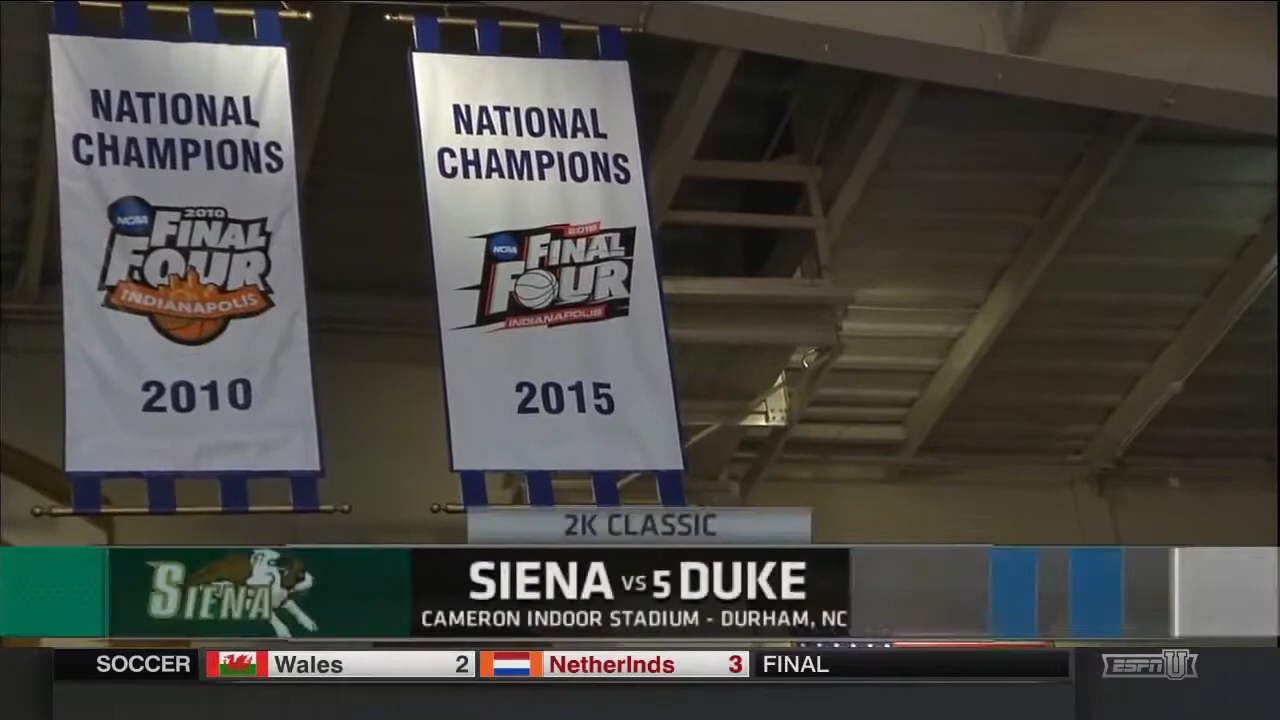 NATIONAL
CHAMPIONS
NCAA
2010
FINAL
FOUR
INDIANAPOLIS
2010
NATIONAL
CHAMPIONS
2015
NCAA
FINAL
FOUR
INDIANAPOLIS
2015
2K CLASSIC
SIENA
SIENA VS 5 DUKE
CAMERON INDOOR STADIUM - DURHAM, NC
SOCCER Wales 2 Netherlnds 3 FINAL
ESPNU